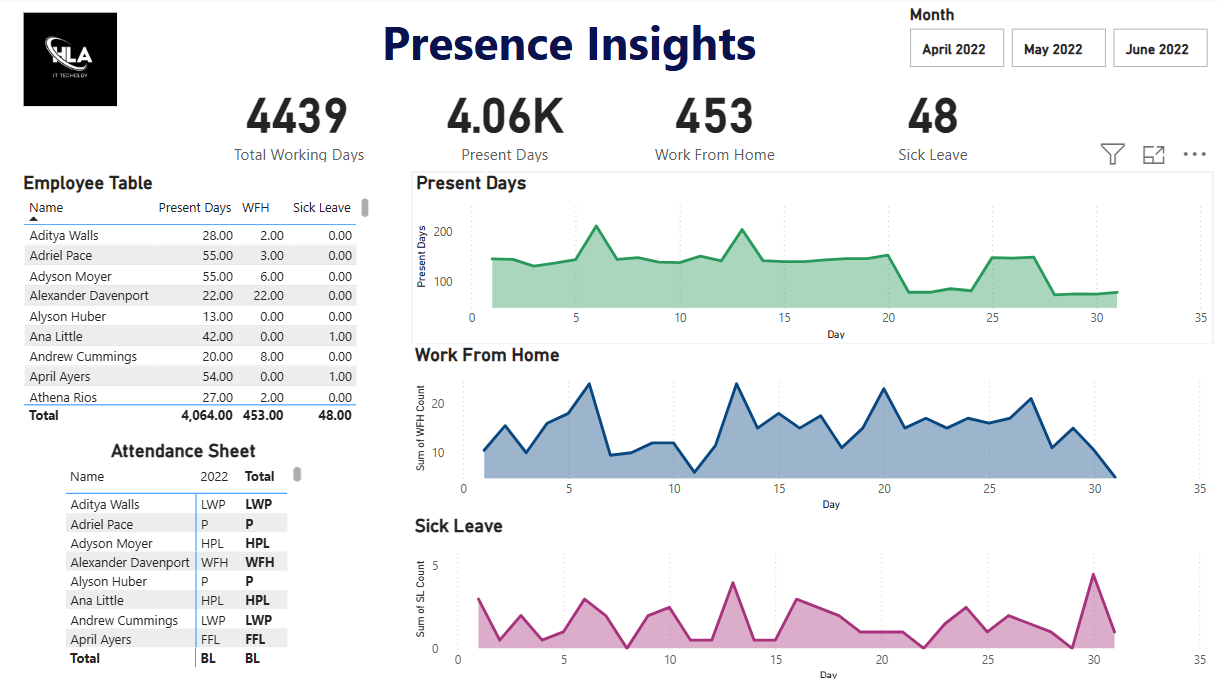 HLA
IT TECHOLGY
Presence Insights
Month
April 2022 May 2022 June 2022
4439 4.06K 453 48
Total Working Days Present Days Work From Home Sick Leave
Employee Table
Name Present Days WFH Sick Leave
Aditya Walls 28.00 2.00 0.00
Adriel Pace 55.00 3.00 0.00
Adyson Moyer 55.00 6.00 0.00
Alexander Davenport 22.00 22.00 0.00
Alyson Huber 13.00 0.00 0.00
Ana Little 42.00 0.00 1.00
Andrew Cummings 20.00 8.00 0.00
April Ayers 54.00 0.00 1.00
Athena Rios 27.00 2.00 0.00
Total 4,064.00 453.00 48.00
Attendance Sheet
Name 2022 Total
Aditya Walls LWP LWP
Adriel Pace P P
Adyson Moyer HPL HPL
Alexander Davenport WFH WFH
Alyson Huber P P
Ana Little HPL HPL
Andrew Cummings LWP LWP
April Ayers FFL FFL
Total BL BL
Present Days
Present Days
200
100
0 5 10 15 20 25 30 35
Day
Work From Home
Sum of WFH Count
20
10
0 5 10 15 20 25 30 35
Day
Sick Leave
Sum of SL Count
5
0
0 5 10 15 20 25 30 35
Day